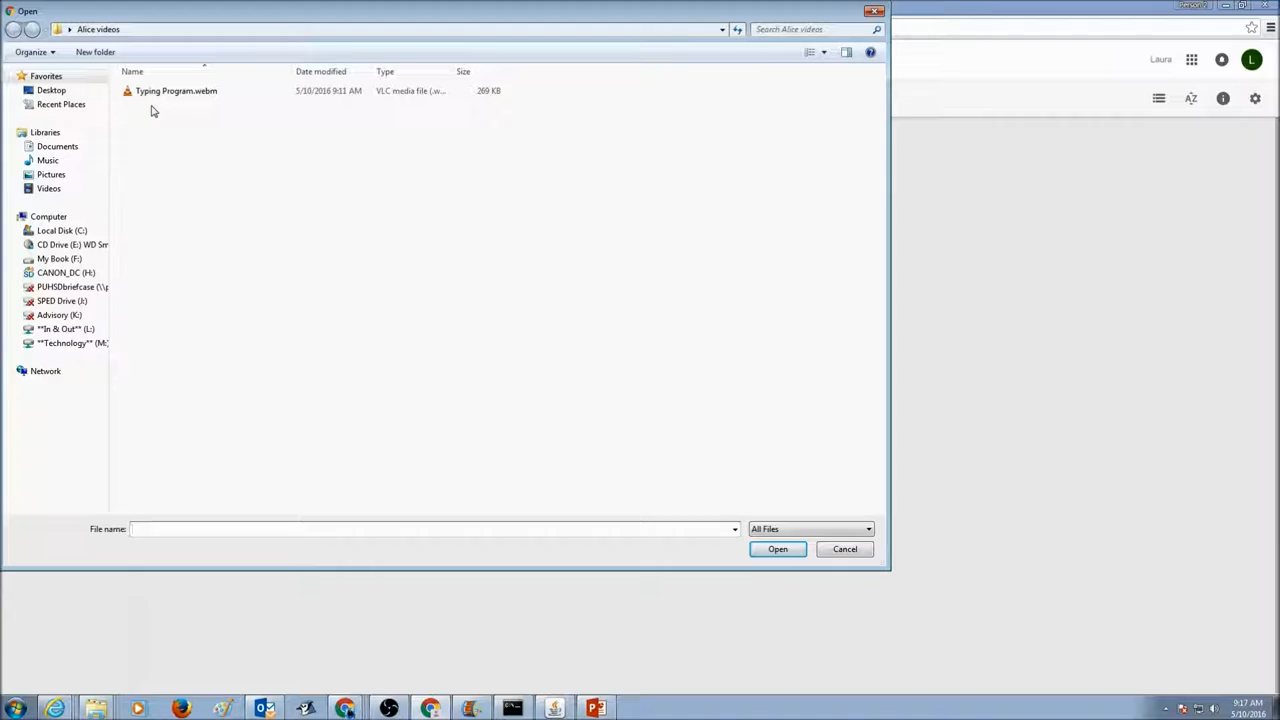 Open
Person 2
Alice videos
Search Alice videos
Organize
New folder
Laura
L
Name
Date modified
Type
Size
Favorites
Desktop
Recent Places
Typing Program.webm
5/10/2016 9:11 AM
VLC media file (.w...
269 KB
Libraries
Documents
Music
Pictures
Videos
Computer
Local Disk (C:)
CD Drive (E:) WD Sm
My Book (F:)
CANON_DC (H:)
PUHSDbriefcase (\\p
SPED Drive (J:)
Advisory (K:)
**In & Out** (L:)
**Technology** (M:
Network
File name:
All Files
Open
Cancel
9:17 AM
5/10/2016